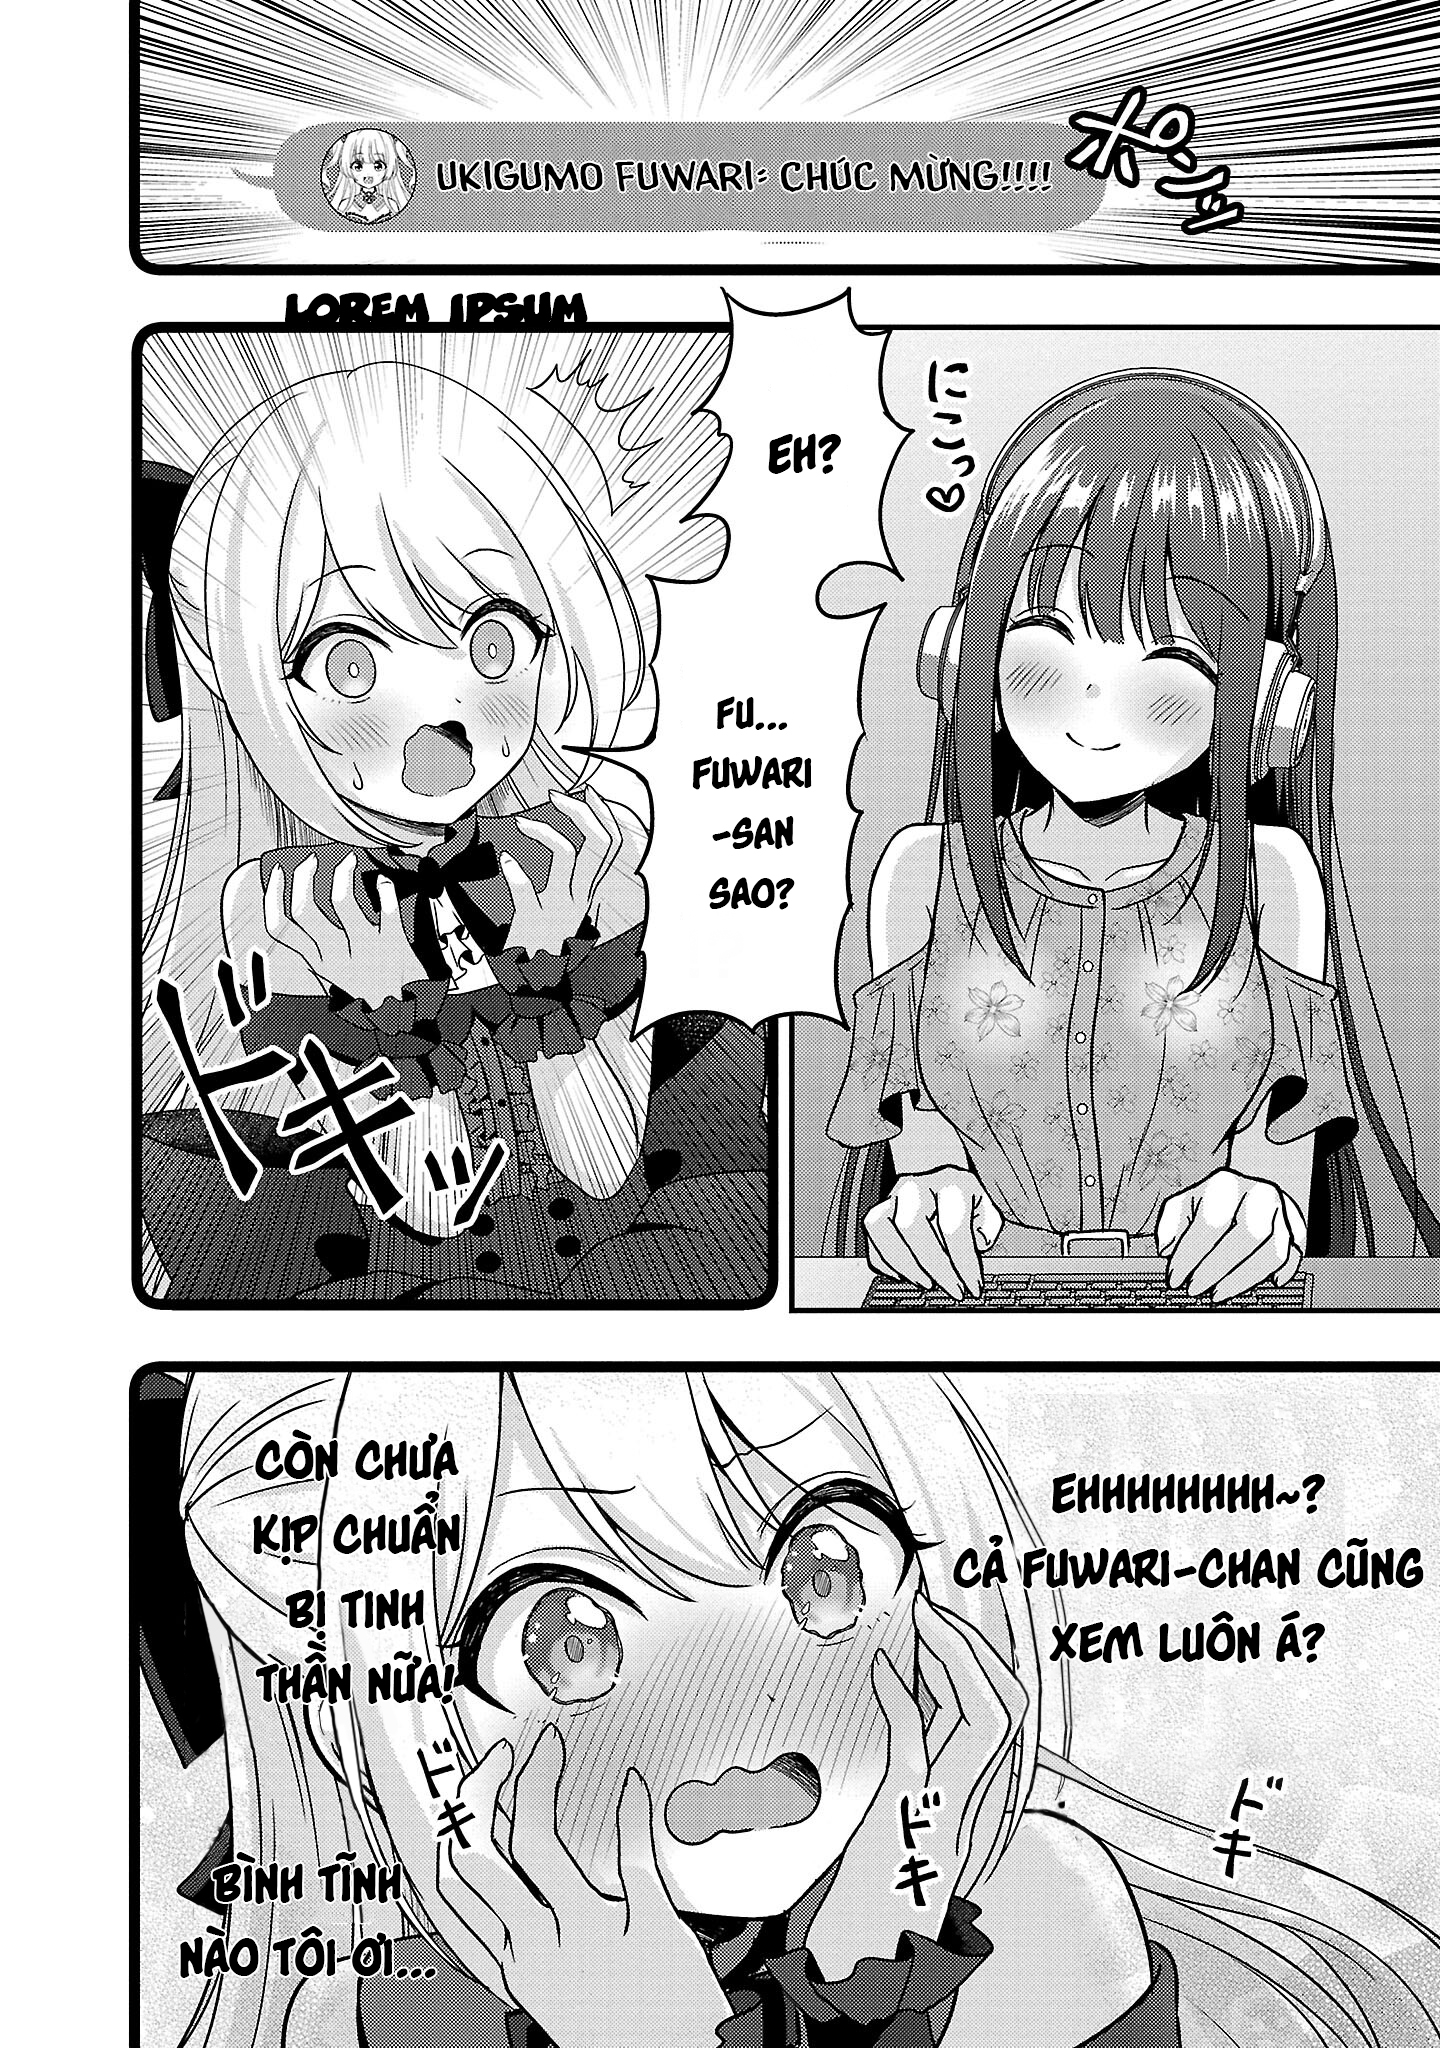 UKIGUMO FUWARI: CHÚC MỪNG!!!!
ポンッ
LOREM IPSUM
EH?
にこっ♡
FU...
FUWARI
-SAN
SAO?
ドキッ
EHHHHHHHH~?
CẢ FUWARI-CHAN CŨNG
XEM LUÔN Á?
CÒN CHƯA
KỊP CHUẨN
BỊ TINH
THẦN NỮA!
ドキ
ドキ
ドキ
BÌNH TĨNH
NÀO TÔI ƠI...